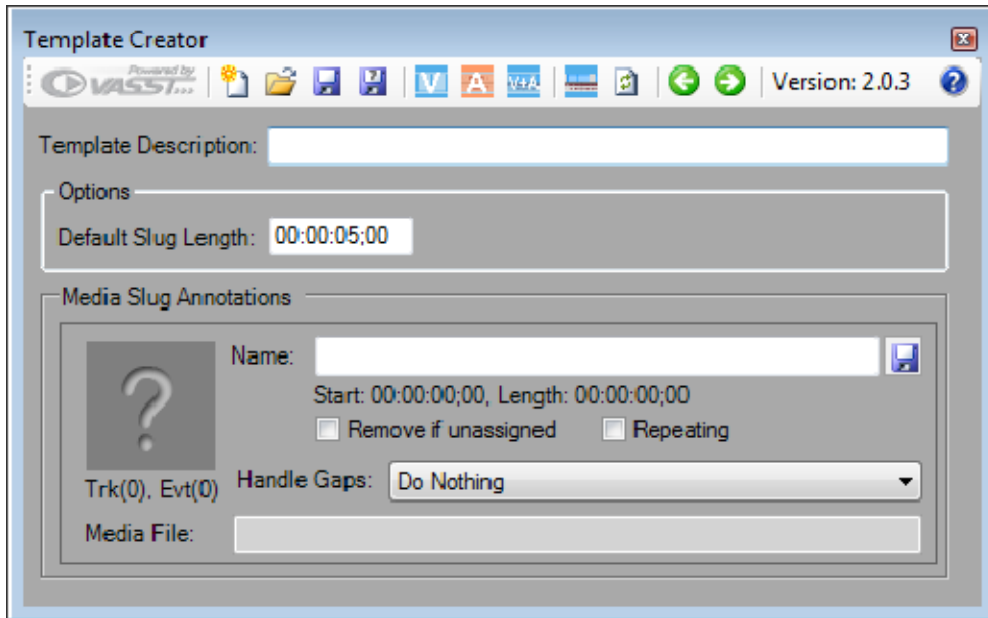 Template Creator
Powered by
VASST...
V A V+A Version: 2.0.3 ?
Template Description:
Options
Default Slug Length: 00:00:05;00
Media Slug Annotations
?
Name:
Start: 00:00:00;00, Length: 00:00:00;00
Remove if unassigned Repeating
Trk(0), Evt(0)
Handle Gaps: Do Nothing
Media File: